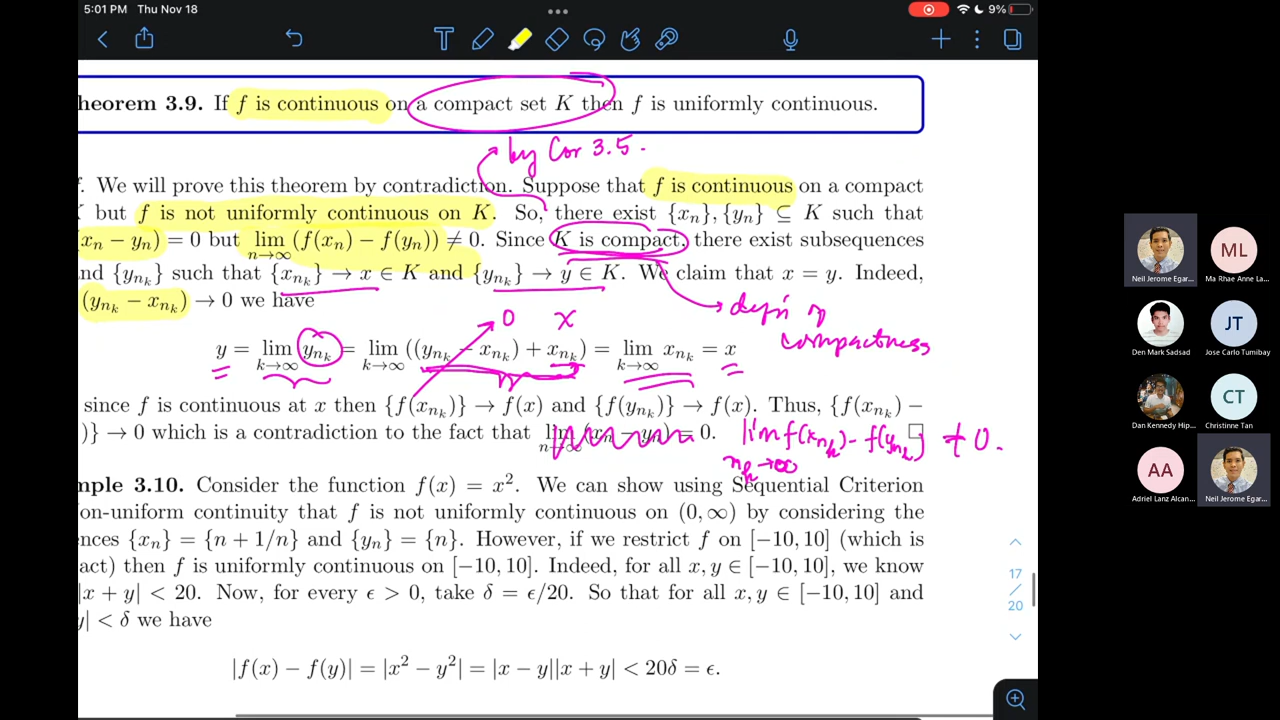 5:01 PM Thu Nov 18
9%
heorem 3.9. If f is continuous on a compact set K then f is uniformly continuous.
by Cor 3.5.
. We will prove this theorem by contradiction. Suppose that f is continuous on a compact
but f is not uniformly continuous on K. So, there exist {xₙ}, {yₙ} ⊆ K such that
xₙ − yₙ) = 0 but lim n→∞ (f(xₙ) − f(yₙ)) ≠ 0. Since K is compact, there exist subsequences
nd {yₙₖ} such that {xₙₖ} → x ∈ K and {yₙₖ} → y ∈ K. We claim that x = y. Indeed,
(yₙₖ − xₙₖ) → 0 we have
defn of
compactness
0 x
y = lim k→∞ yₙₖ = lim k→∞ ((yₙₖ − xₙₖ) + xₙₖ) = lim k→∞ xₙₖ = x
since f is continuous at x then {f(xₙₖ)} → f(x) and {f(yₙₖ)} → f(x). Thus, {f(xₙₖ) −
)} → 0 which is a contradiction to the fact that lim n→∞ (xₙ − yₙ) = 0. □
lim nₖ→∞ f(xₙₖ) − f(yₙₖ) ≠ 0.
mple 3.10. Consider the function f(x) = x². We can show using Sequential Criterion
on-uniform continuity that f is not uniformly continuous on (0, ∞) by considering the
nces {xₙ} = {n + 1/n} and {yₙ} = {n}. However, if we restrict f on [−10, 10] (which is
act) then f is uniformly continuous on [−10, 10]. Indeed, for all x, y ∈ [−10, 10], we know
|x + y| < 20. Now, for every ϵ > 0, take δ = ϵ/20. So that for all x, y ∈ [−10, 10] and
y| < δ we have
|f(x) − f(y)| = |x² − y²| = |x − y||x + y| < 20δ = ϵ.
17
/
20
Neil Jerome Egar...
ML
Ma Rhae Anne La...
Den Mark Sadsad
JT
Jose Carlo Tumibay
Dan Kennedy Hip...
CT
Christinne Tan
AA
Adriel Lanz Alcan...
Neil Jerome Egar...